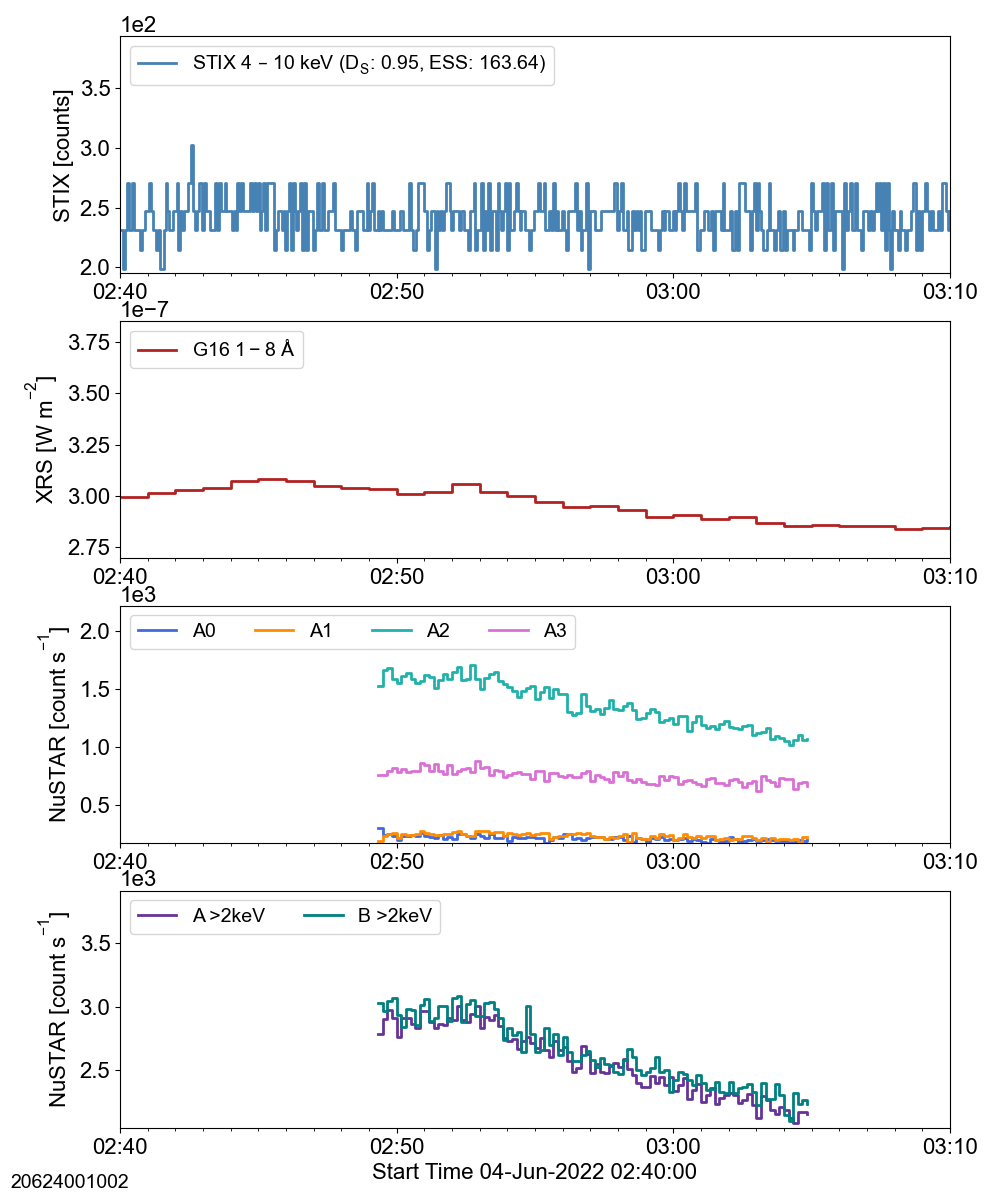 1e2
STIX 4 – 10 keV (DS: 0.95, ESS: 163.64)
STIX [counts]
3.5
3.0
2.5
2.0
02:40 02:50 03:00 03:10
1e−7
G16 1 – 8 Å
XRS [W m−2]
3.75
3.50
3.25
3.00
2.75
02:40 02:50 03:00 03:10
1e3
A0 A1 A2 A3
NuSTAR [count s−1]
2.0
1.5
1.0
0.5
02:40 02:50 03:00 03:10
1e3
A >2keV B >2keV
NuSTAR [count s−1]
3.5
3.0
2.5
02:40 02:50 03:00 03:10
Start Time 04-Jun-2022 02:40:00
20624001002